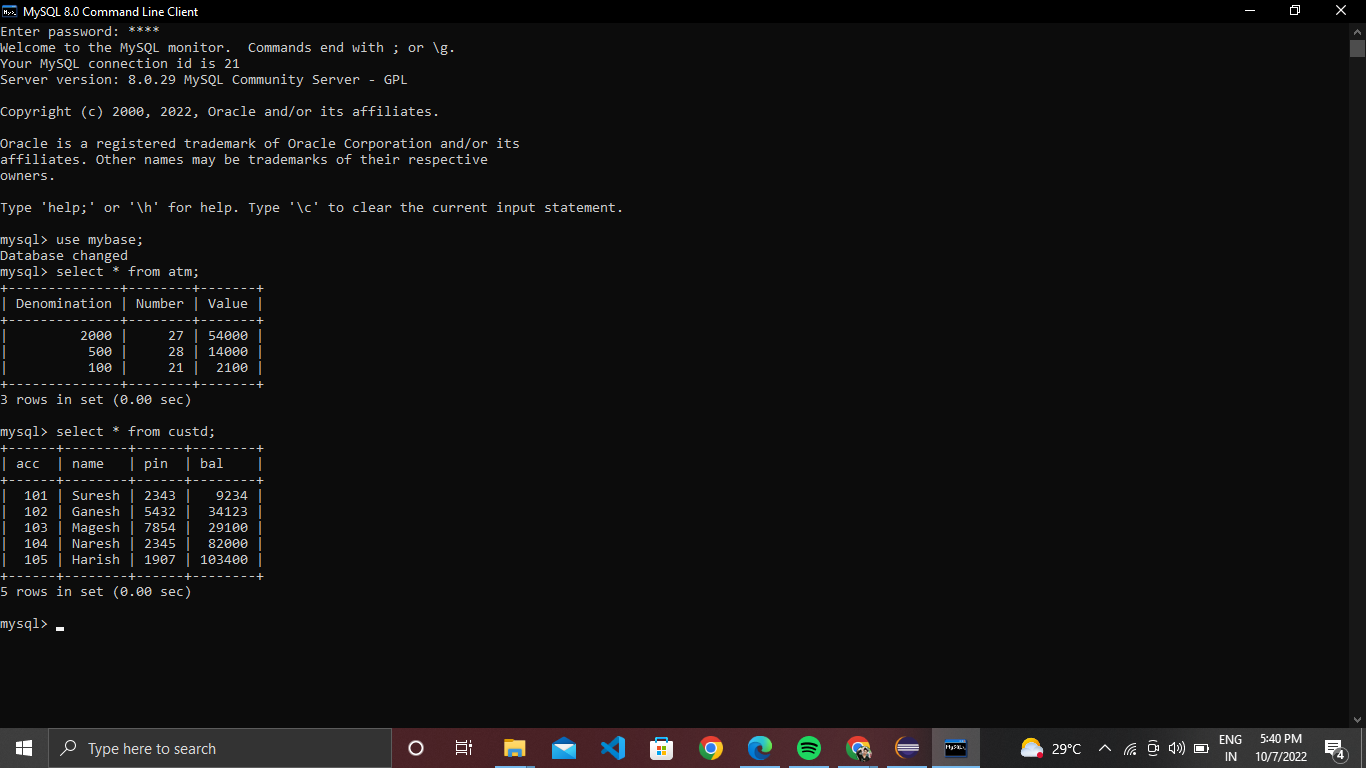 MySQL 8.0 Command Line Client
Enter password: ****
Welcome to the MySQL monitor.  Commands end with ; or \g.
Your MySQL connection id is 21
Server version: 8.0.29 MySQL Community Server - GPL

Copyright (c) 2000, 2022, Oracle and/or its affiliates.

Oracle is a registered trademark of Oracle Corporation and/or its
affiliates. Other names may be trademarks of their respective
owners.

Type 'help;' or '\h' for help. Type '\c' to clear the current input statement.

mysql> use mybase;
Database changed
mysql> select * from atm;
+--------------+--------+-------+
| Denomination | Number | Value |
+--------------+--------+-------+
|         2000 |     27 | 54000 |
|          500 |     28 | 14000 |
|          100 |     21 |  2100 |
+--------------+--------+-------+
3 rows in set (0.00 sec)

mysql> select * from custd;
+------+--------+------+--------+
| acc  | name   | pin  | bal    |
+------+--------+------+--------+
|  101 | Suresh | 2343 |   9234 |
|  102 | Ganesh | 5432 |  34123 |
|  103 | Magesh | 7854 |  29100 |
|  104 | Naresh | 2345 |  82000 |
|  105 | Harish | 1907 | 103400 |
+------+--------+------+--------+
5 rows in set (0.00 sec)

mysql>
Type here to search
MySQL
29°C
ENG
IN
5:40 PM
10/7/2022
4